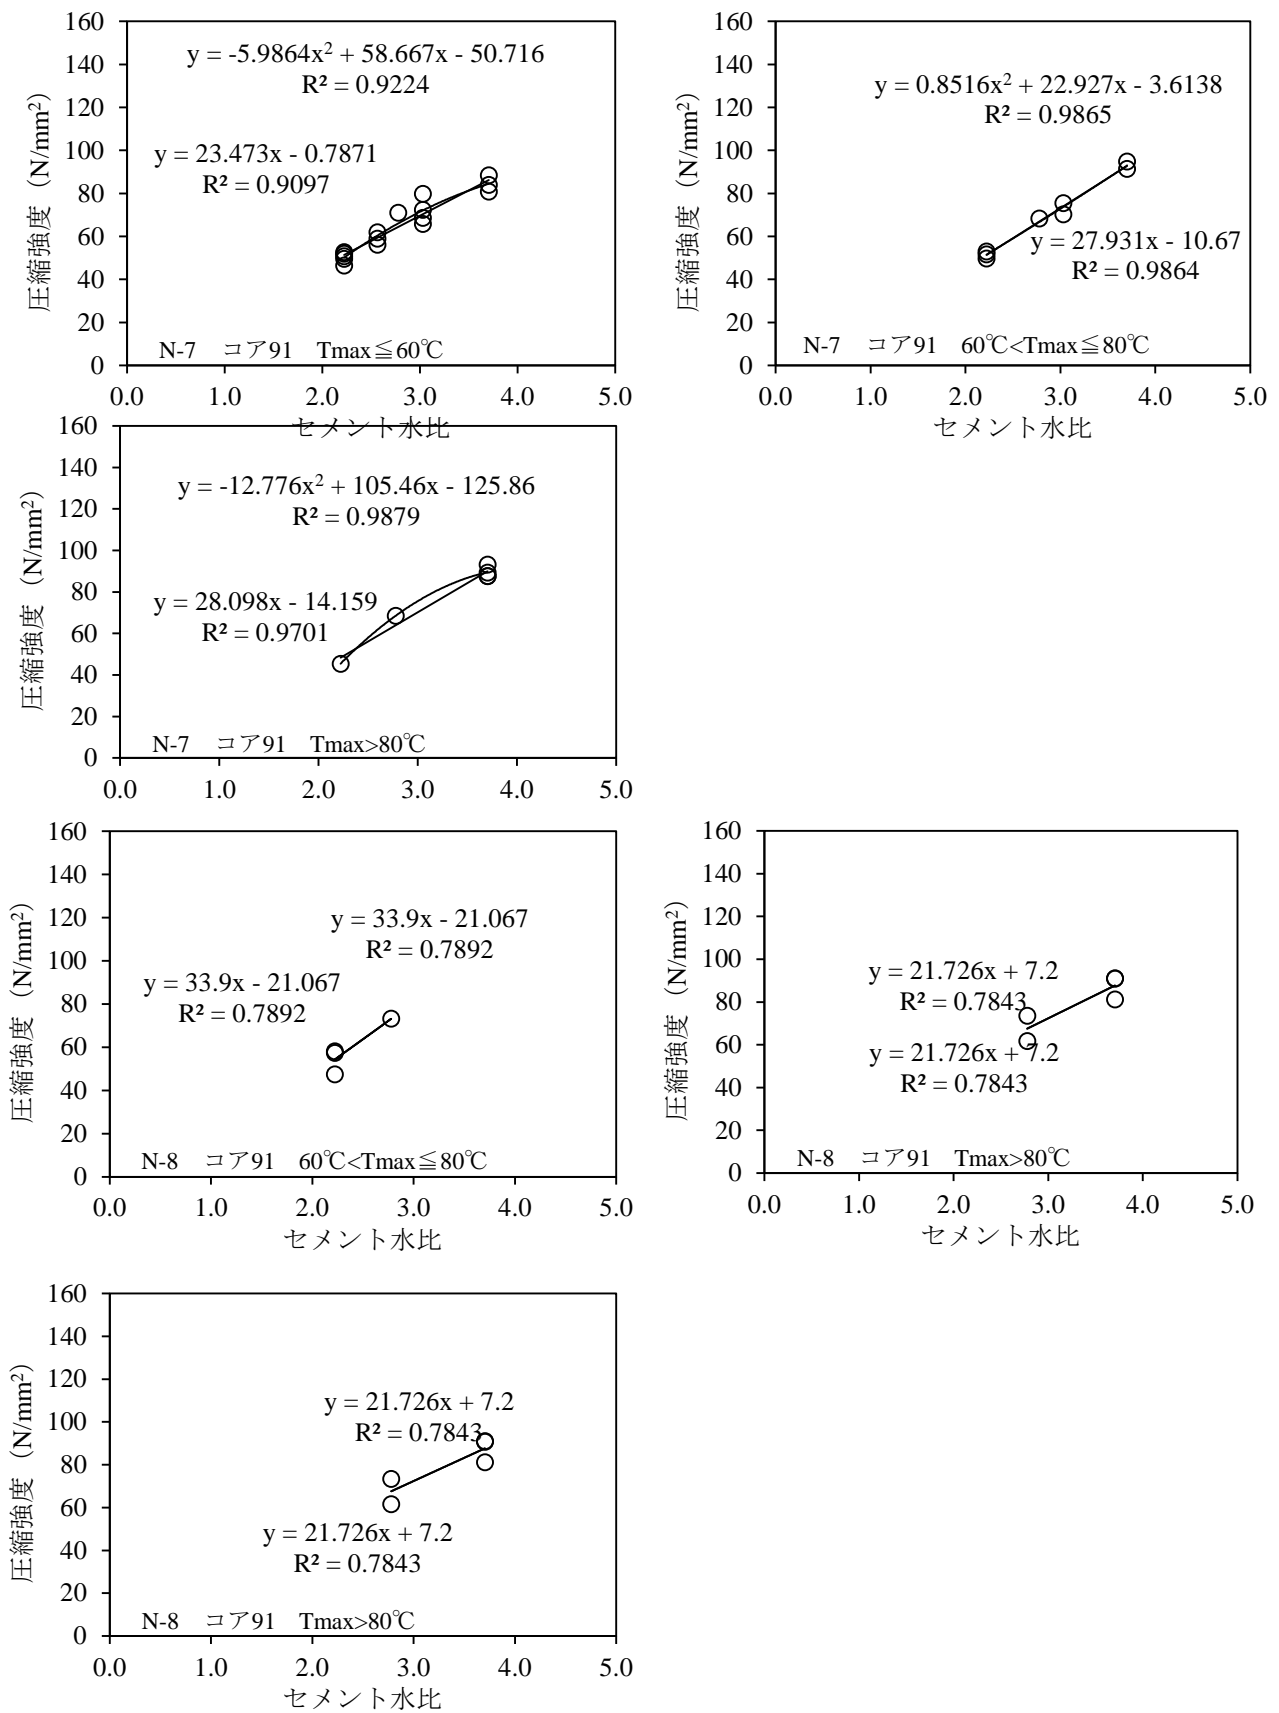 160
140
120
100
80
60
40
20
0
圧縮強度（N/mm²）
y = -5.9864x² + 58.667x - 50.716
R² = 0.9224
y = 23.473x - 0.7871
R² = 0.9097
N-7 コア91 Tmax≦60℃
0.0 1.0 2.0 3.0 4.0 5.0
セメント水比
160
140
120
100
80
60
40
20
0
圧縮強度（N/mm²）
y = 0.8516x² + 22.927x - 3.6138
R² = 0.9865
y = 27.931x - 10.67
R² = 0.9864
N-7 コア91 60℃<Tmax≦80℃
0.0 1.0 2.0 3.0 4.0 5.0
セメント水比
160
140
120
100
80
60
40
20
0
圧縮強度（N/mm²）
y = -12.776x² + 105.46x - 125.86
R² = 0.9879
y = 28.098x - 14.159
R² = 0.9701
N-7 コア91 Tmax>80℃
0.0 1.0 2.0 3.0 4.0 5.0
160
140
120
100
80
60
40
20
0
圧縮強度（N/mm²）
y = 33.9x - 21.067
R² = 0.7892
y = 33.9x - 21.067
R² = 0.7892
N-8 コア91 60℃<Tmax≦80℃
0.0 1.0 2.0 3.0 4.0 5.0
セメント水比
160
140
120
100
80
60
40
20
0
圧縮強度（N/mm²）
y = 21.726x + 7.2
R² = 0.7843
y = 21.726x + 7.2
R² = 0.7843
N-8 コア91 Tmax>80℃
0.0 1.0 2.0 3.0 4.0 5.0
セメント水比
160
140
120
100
80
60
40
20
0
圧縮強度（N/mm²）
y = 21.726x + 7.2
R² = 0.7843
y = 21.726x + 7.2
R² = 0.7843
N-8 コア91 Tmax>80℃
0.0 1.0 2.0 3.0 4.0 5.0
セメント水比